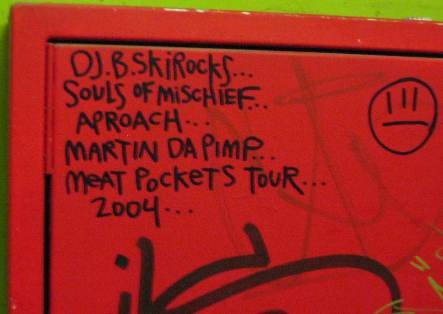 DJ.B.SkiRocks...
SOULS OF MiSCHiEF...
APROACH...
MARTIN DA PIMP...
MEAT POCKETS TOUR...
2004...